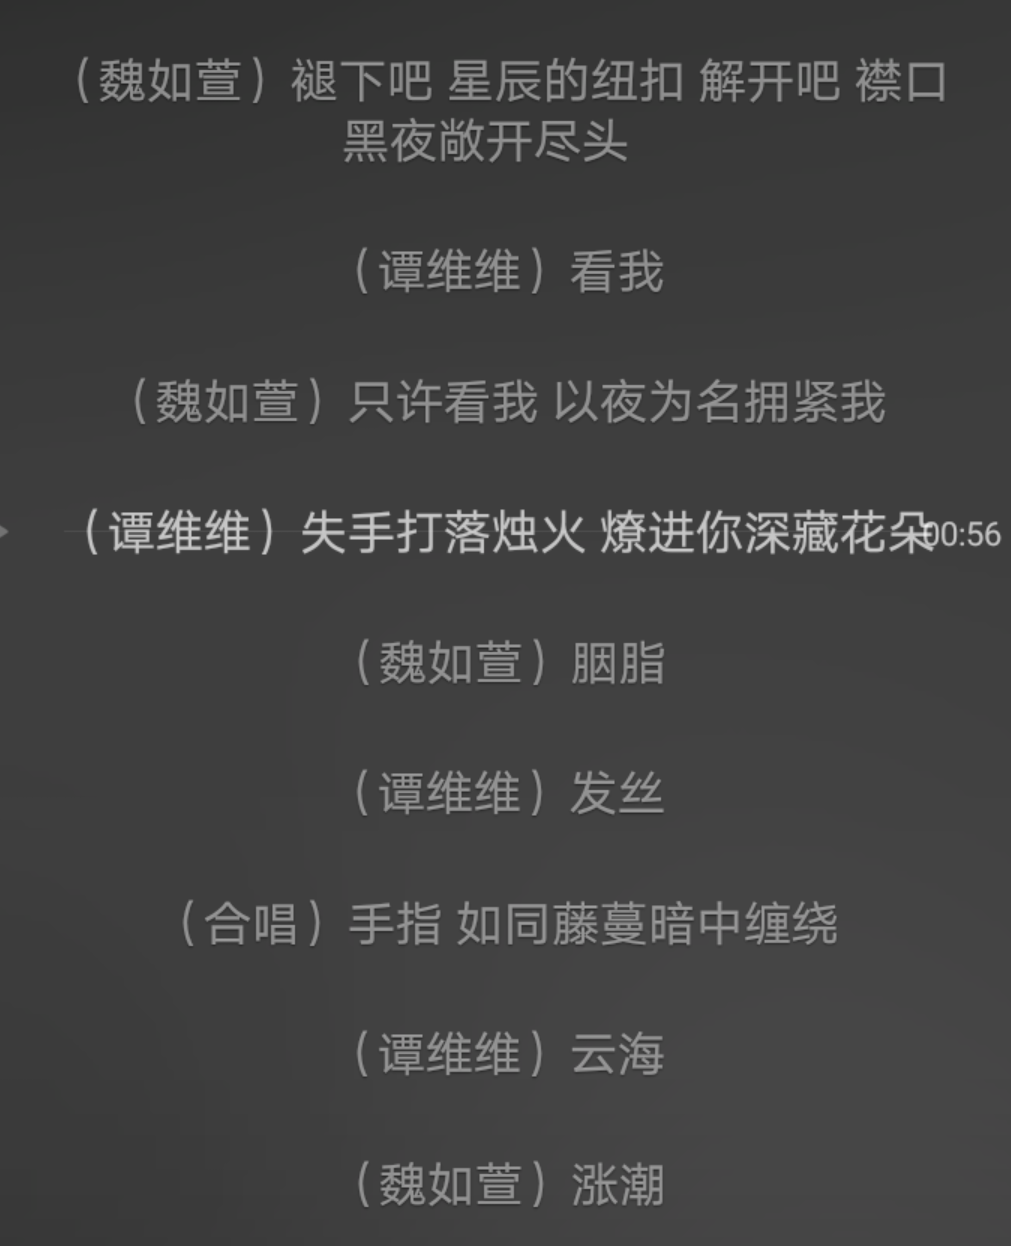 （魏如萱）褪下吧 星辰的纽扣 解开吧 襟口
黑夜敞开尽头
（谭维维）看我
（魏如萱）只许看我 以夜为名拥紧我
（谭维维）失手打落烛火 燎进你深藏花朵 00:56
（魏如萱）胭脂
（谭维维）发丝
（合唱）手指 如同藤蔓暗中缠绕
（谭维维）云海
（魏如萱）涨潮